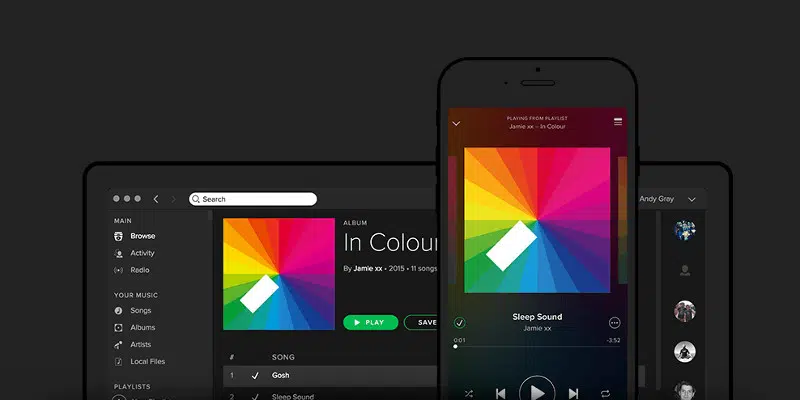 PLAYING FROM PLAYLIST
Jamie xx – In Colour
Search
Andy Gray
MAIN
Browse
Activity
Radio
YOUR MUSIC
Songs
Albums
Artists
Local Files
PLAYLISTS
ALBUM
In Colour
By Jamie xx • 2015 • 11 songs
PLAY
SAVE
# SONG
1 Gosh
2 Sleep Sound
Sleep Sound
Jamie xx
0:01
-3:52